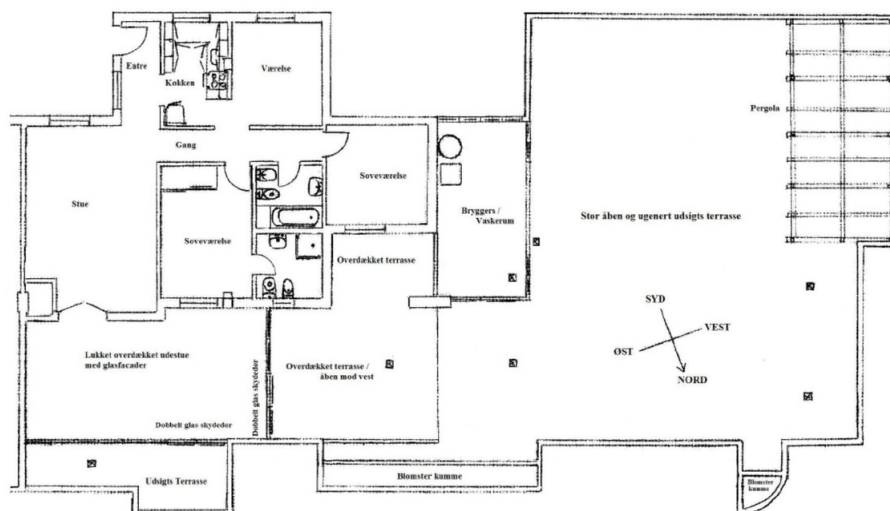 Entre
Køkken
Værelse
Pergola
Gang
Stue
Soveværelse
Soveværelse
Bryggers /
Vaskerum
Stor åben og ugenert udsigts terrasse
Overdækket terrasse
SYD
VEST
ØST
NORD
Lukket overdækket udestue
med glasfacader
Dobbelt glas skydedør
Dobbelt glas skydedør
Overdækket terrasse /
åben mod vest
Udsigts Terrasse
Blomster kumme
Blomster
kumme